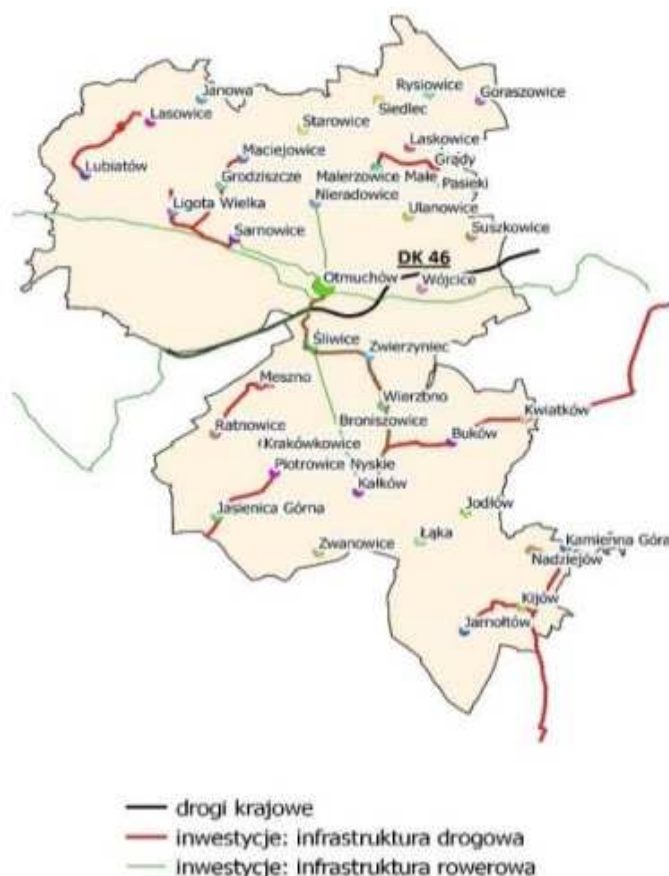 Janowa
Rysiowice
Siedlec
Goraszowice
Lasowice
Starowice
Laskowice
Maciejowice
Grądy
Lubiatów
Grodziszcze
Malerzowice Małe
Pasieki
Nieradowice
Ligota Wielka
Ulanowice
Sarnowice
Suszkowice
DK 46
Otmuchów
Wójcice
Śliwice
Zwierzyniec
Meszno
Wierzbno
Ratnowice
Broniszowice
Kwiatków
Krakówkowice
Buków
Piotrowice Nyskie
Kałków
Jasienica Górna
Jodłów
Łąka
Zwanowice
Kamienna Góra
Nadziejów
Kijów
Jarnołtów
drogi krajowe
inwestycje: infrastruktura drogowa
inwestycje: infrastruktura rowerowa